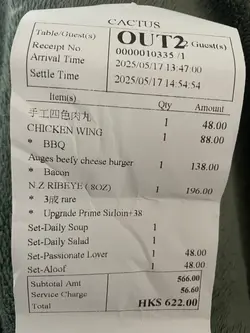 CACTUS
Table/Guest(s) OUT2 Guest(s)
Receipt No 0000010335 /1
Arrival Time 2025/05/17 13:47:00
Settle Time 2025/05/17 14:54:54
Item(s) Qty Amount
手工四色肉丸 1 48.00
CHICKEN WING 1 88.00
* BBQ
Auges beefy cheese burger 1 138.00
* Bacon
N.Z RIBEYE ( 8OZ) 1 196.00
* 3成 rare
* Upgrade Prime Sirloin+38
Set-Daily Soup 1
Set-Daily Salad 1
Set-Passionate Lover 1 48.00
Set-Aloof 1 48.00
Subtotal Amt 566.00
Service Charge 56.60
Total HK$ 622.00